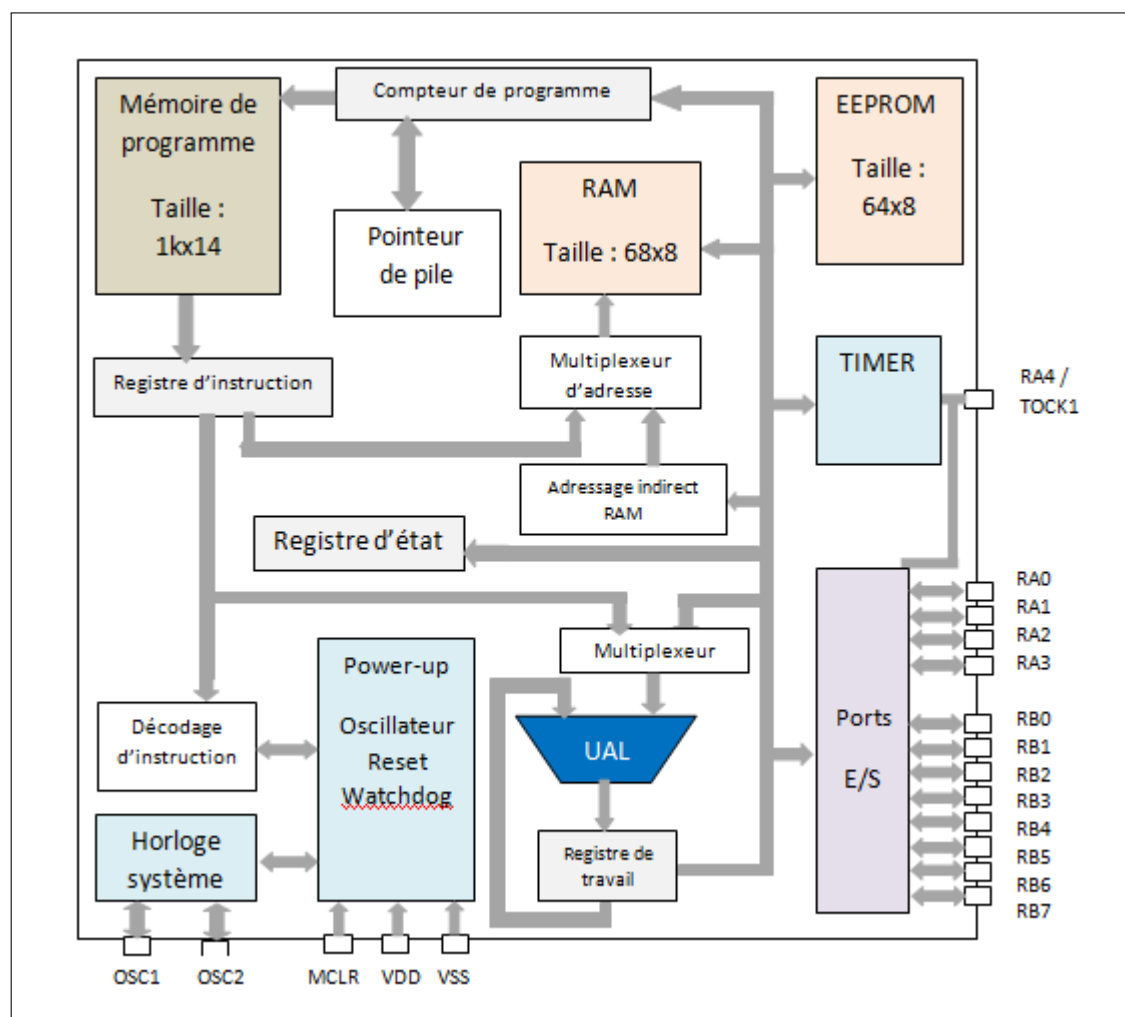 Mémoire de
programme
Taille :
1kx14
Compteur de programme
EEPROM
Taille :
64x8
RAM
Taille : 68x8
Pointeur
de pile
Registre d'instruction
Multiplexeur
d'adresse
TIMER
RA4 /
TOCK1
Adressage indirect
RAM
Registre d'état
Multiplexeur
Power-up
Oscillateur
Reset
Watchdog
Décodage
d'instruction
UAL
Ports
E/S
RA0
RA1
RA2
RA3
RB0
RB1
RB2
RB3
RB4
RB5
RB6
RB7
Horloge
système
Registre de
travail
OSC1
OSC2
MCLR
VDD
VSS